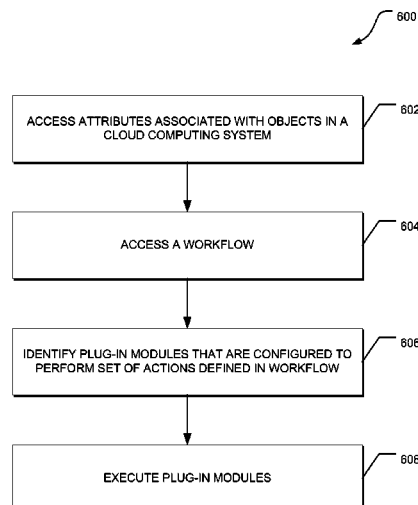 600
ACCESS ATTRIBUTES ASSOCIATED WITH OBJECTS IN A
CLOUD COMPUTING SYSTEM
602
ACCESS A WORKFLOW
604
IDENTIFY PLUG-IN MODULES THAT ARE CONFIGURED TO
PERFORM SET OF ACTIONS DEFINED IN WORKFLOW
606
EXECUTE PLUG-IN MODULES
608